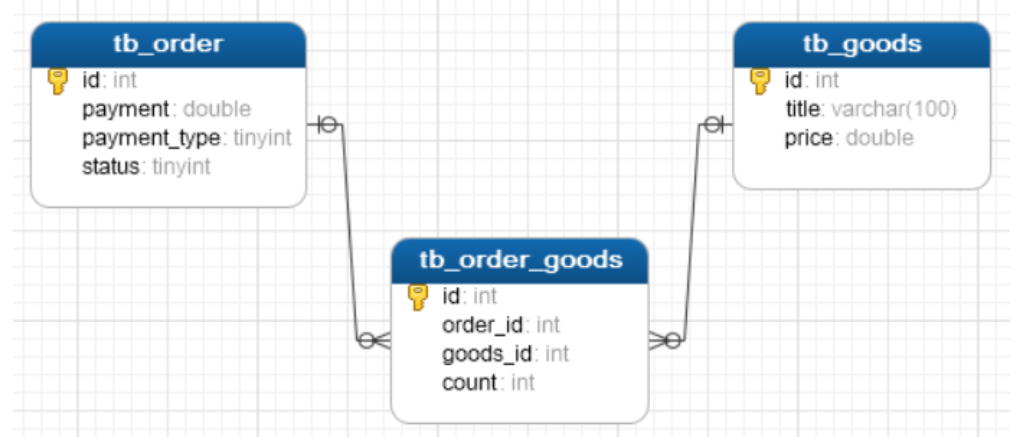 tb_order
id: int
payment: double
payment_type: tinyint
status: tinyint
tb_goods
id: int
title: varchar(100)
price: double
tb_order_goods
id: int
order_id: int
goods_id: int
count: int